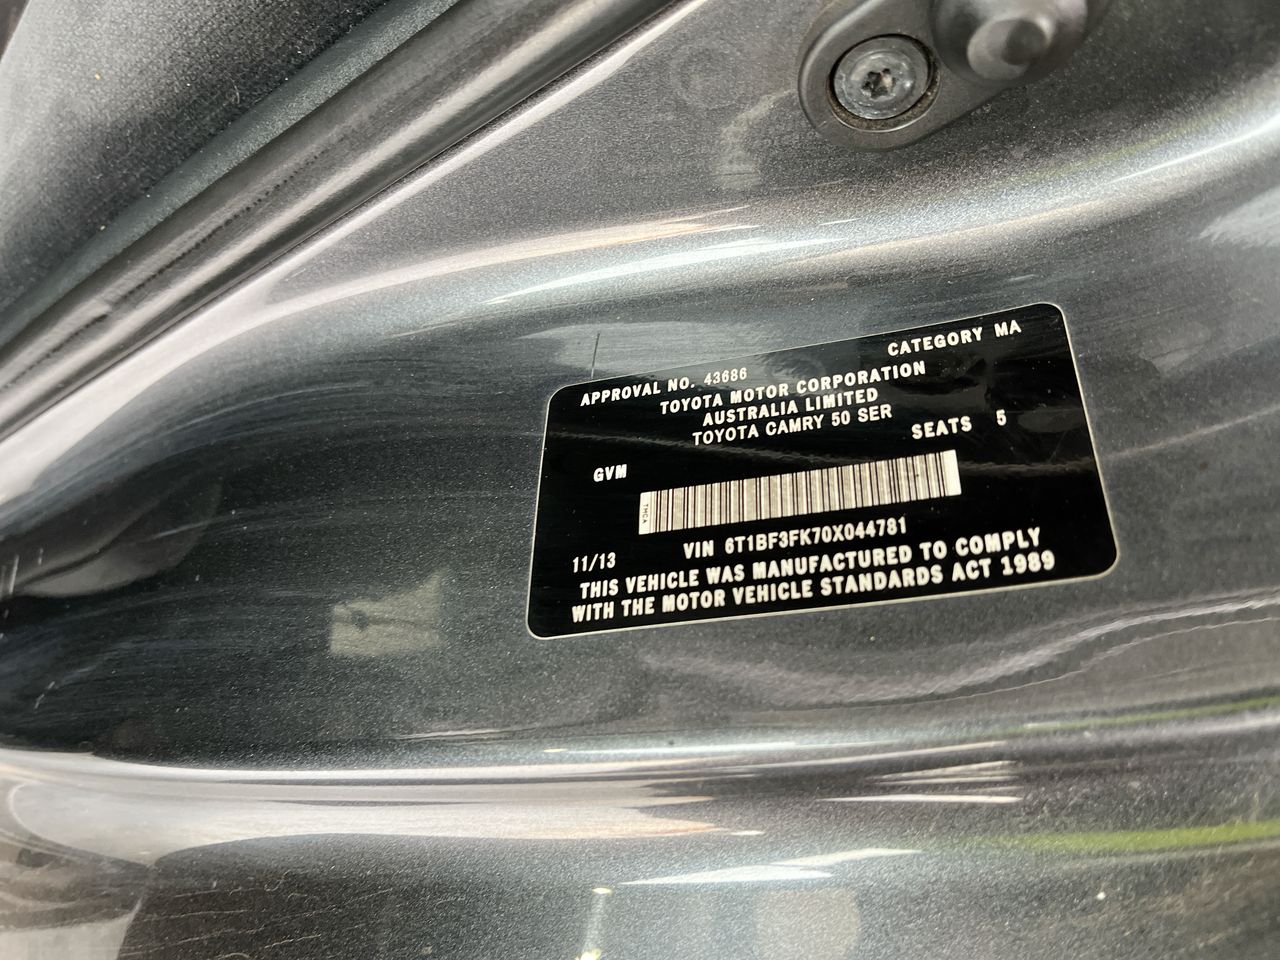 APPROVAL NO. 43686 CATEGORY MA
TOYOTA MOTOR CORPORATION
AUSTRALIA LIMITED
TOYOTA CAMRY 50 SER
GVM SEATS 5
TMCA
VIN 6T1BF3FK70X044781
11/13
THIS VEHICLE WAS MANUFACTURED TO COMPLY
WITH THE MOTOR VEHICLE STANDARDS ACT 1989